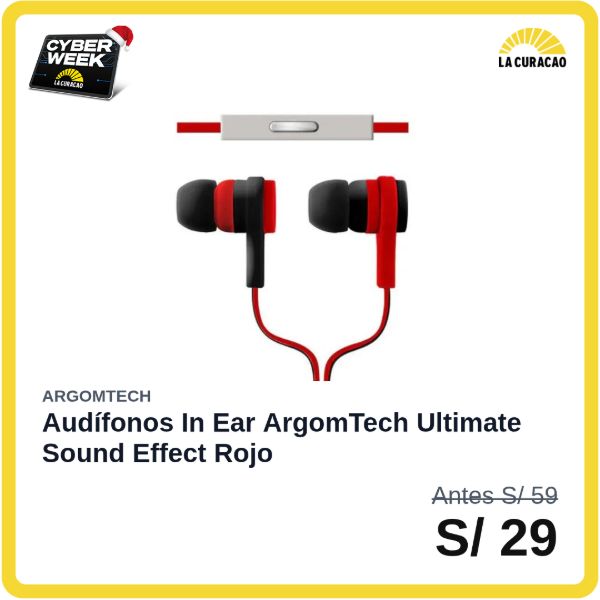 CYBER
WEEK
LA CURACAO
LA CURACAO
ARGOMTECH
Audífonos In Ear ArgomTech Ultimate
Sound Effect Rojo
Antes S/ 59
S/ 29